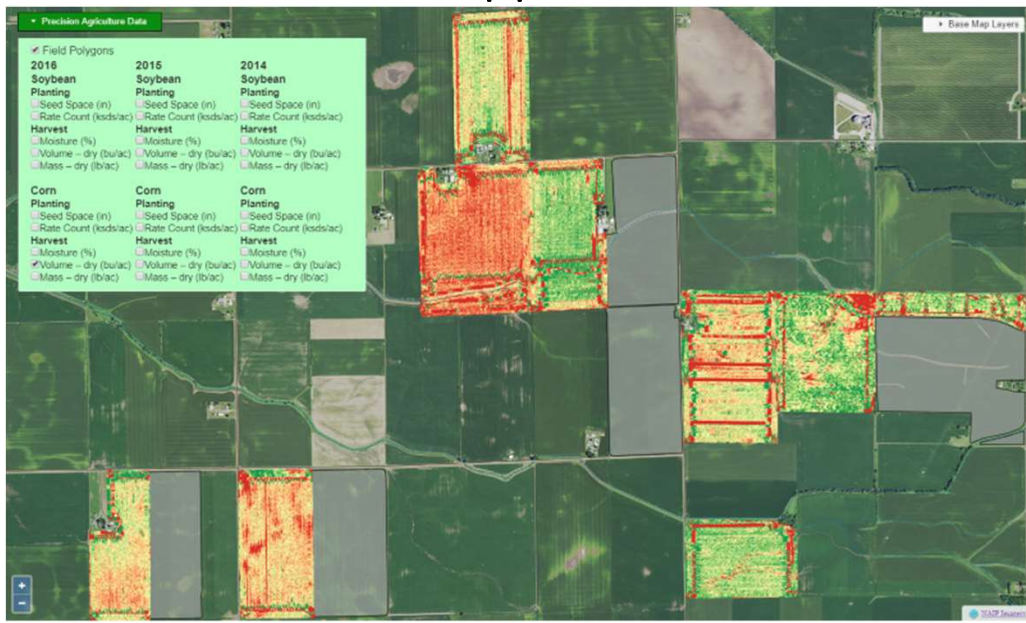 Precision Agriculture Data
Base Map Layers
Field Polygons
2016 2015 2014
Soybean Soybean Soybean
Planting Planting Planting
Seed Space (in) Seed Space (in) Seed Space (in)
Rate Count (ksds/ac) Rate Count (ksds/ac) Rate Count (ksds/ac)
Harvest Harvest Harvest
Moisture (%) Moisture (%) Moisture (%)
Volume – dry (bu/ac) Volume – dry (bu/ac) Volume – dry (bu/ac)
Mass – dry (lb/ac) Mass – dry (lb/ac) Mass – dry (lb/ac)
Corn Corn Corn
Planting Planting Planting
Seed Space (in) Seed Space (in) Seed Space (in)
Rate Count (ksds/ac) Rate Count (ksds/ac) Rate Count (ksds/ac)
Harvest Harvest Harvest
Moisture (%) Moisture (%) Moisture (%)
Volume – dry (bu/ac) Volume – dry (bu/ac) Volume – dry (bu/ac)
Mass – dry (lb/ac) Mass – dry (lb/ac) Mass – dry (lb/ac)
+
−
NAIP Imagery